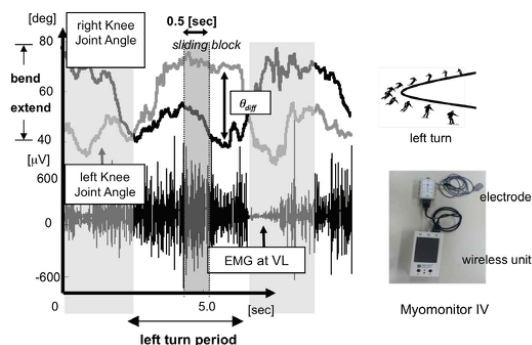 [deg]
80
60
40
bend
extend
right Knee
Joint Angle
0.5 [sec]
sliding block
θdiff
[μV]
600
0
-600
left Knee
Joint Angle
EMG at VL
0
5.0
[sec]
left turn period
left turn
electrode
wireless unit
Myomonitor IV